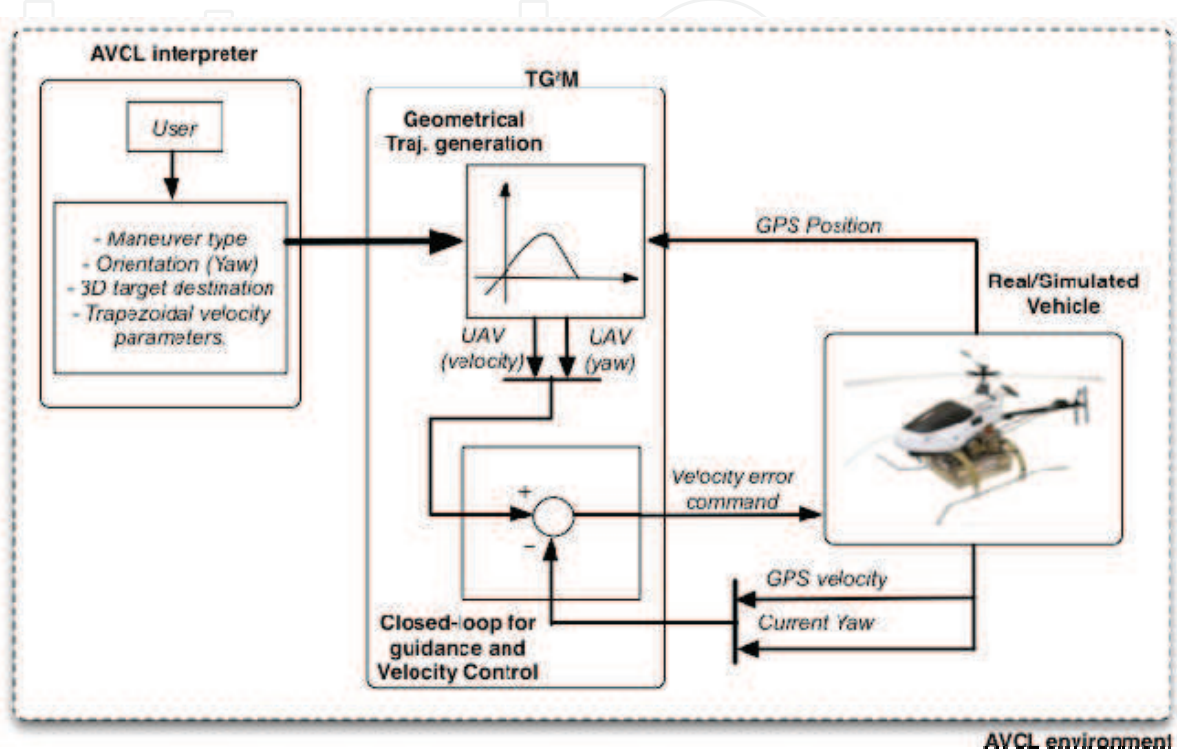 AVCL interpreter
User
- Maneuver type
- Orientation (Yaw)
- 3D target destination
- Trapezoidal velocity
parameters.
TG²M
Geometrical
Traj. generation
UAV
(velocity)
UAV
(yaw)
+
−
Closed-loop for
guidance and
Velocity Control
GPS Position
Real/Simulated
Vehicle
Velocity error
command
GPS velocity
Current Yaw
AVCL environment